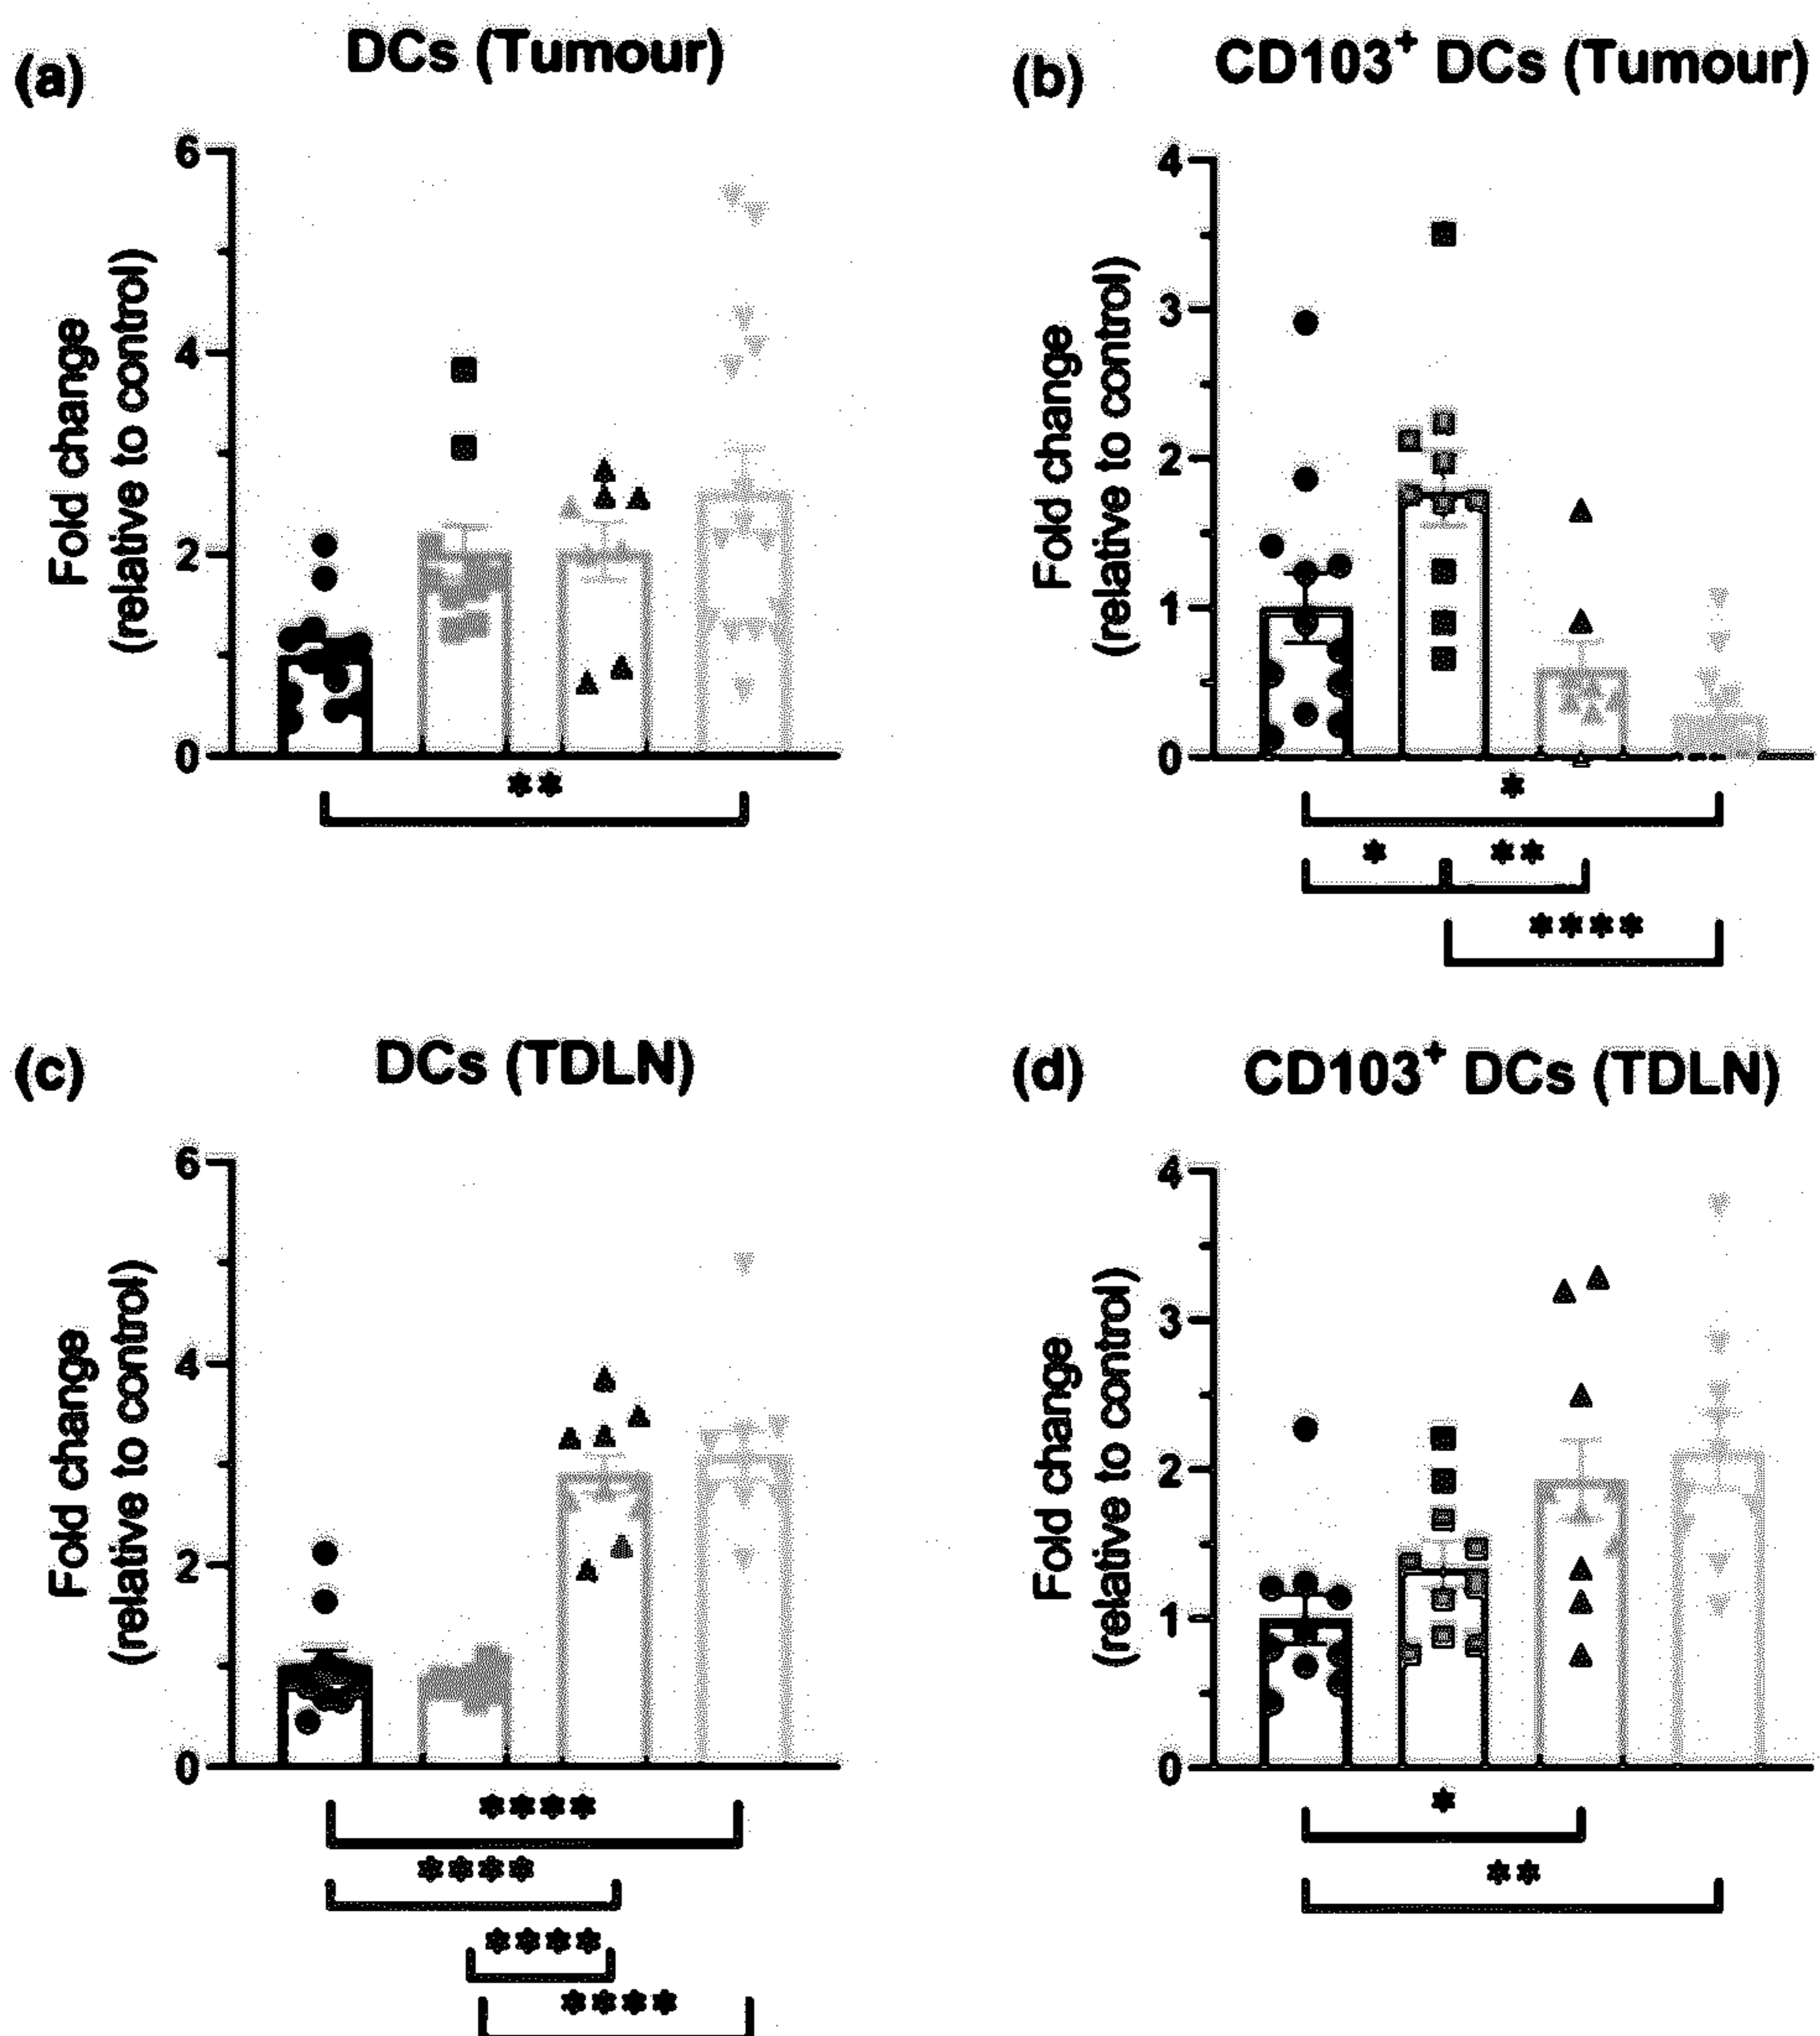 (a)
DCs (Tumour)
Fold change
(relative to control)
6
4
2
0
**
(b)
CD103⁺ DCs (Tumour)
Fold change
(relative to control)
4
3
2
1
0
*
* **
****
(c)
DCs (TDLN)
Fold change
(relative to control)
6
4
2
0
****
****
****
****
(d)
CD103⁺ DCs (TDLN)
Fold change
(relative to control)
4
3
2
1
0
*
**